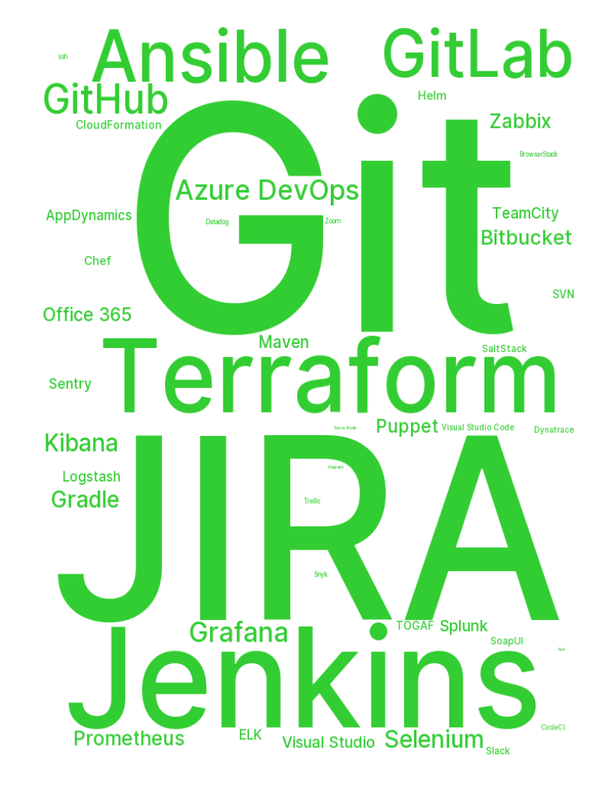 Ansible
GitLab
ssh
GitHub
Helm
CloudFormation
Zabbix
Git
BrowserStack
Azure DevOps
AppDynamics
TeamCity
Datadog
Zoom
Bitbucket
Chef
SVN
Office 365
Maven
SaltStack
Terraform
Sentry
Puppet
Visual Studio Code
Dynatrace
Kibana
JIRA
Vagrant
Logstash
Gradle
Trello
Snyk
Grafana
TOGAF
Splunk
SoapUI
Jenkins
CircleCI
Prometheus
ELK
Visual Studio
Selenium
Slack